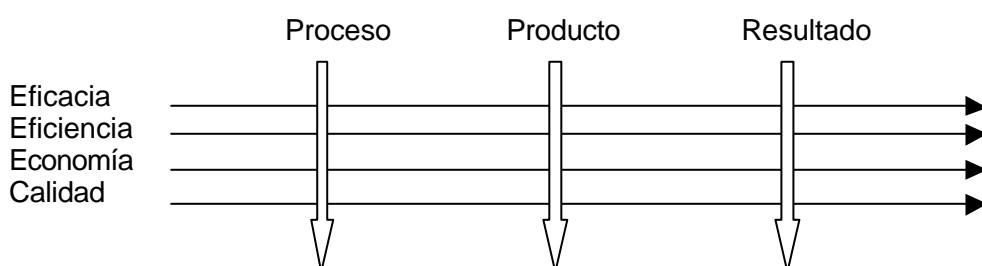 Proceso Producto Resultado
Eficacia
Eficiencia
Economía
Calidad